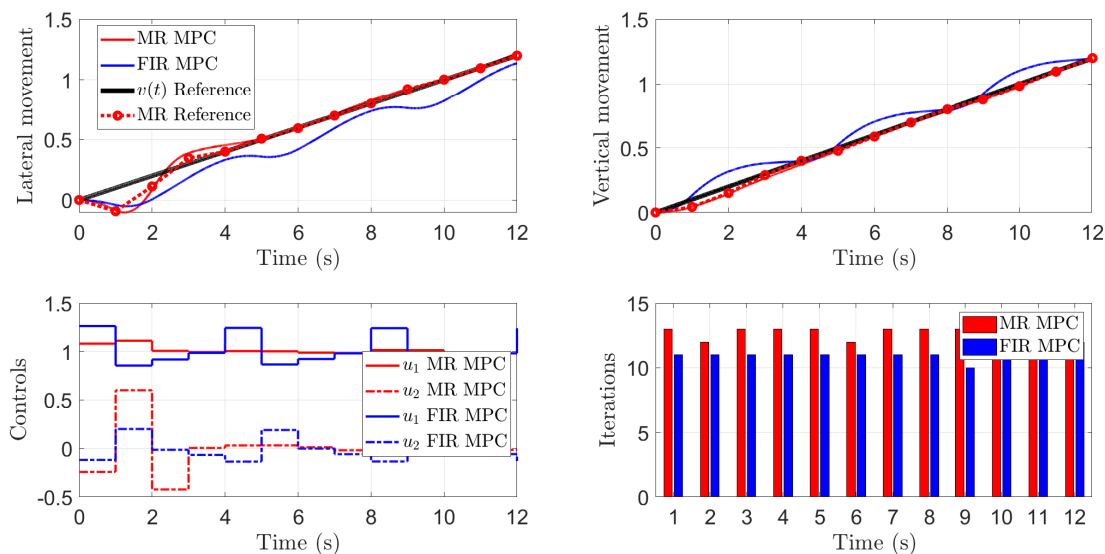 1.5
1
0.5
0
0 2 4 6 8 10 12
Time (s)
Lateral movement
MR MPC
FIR MPC
v(t) Reference
MR Reference
1.5
1
0.5
0
0 2 4 6 8 10 12
Time (s)
Vertical movement
1.5
1
0.5
0
-0.5
0 2 4 6 8 10 12
Time (s)
Controls
u₁ MR MPC
u₂ MR MPC
u₁ FIR MPC
u₂ FIR MPC
15
10
5
0
1 2 3 4 5 6 7 8 9 10 11 12
Time (s)
Iterations
MR MPC
FIR MPC